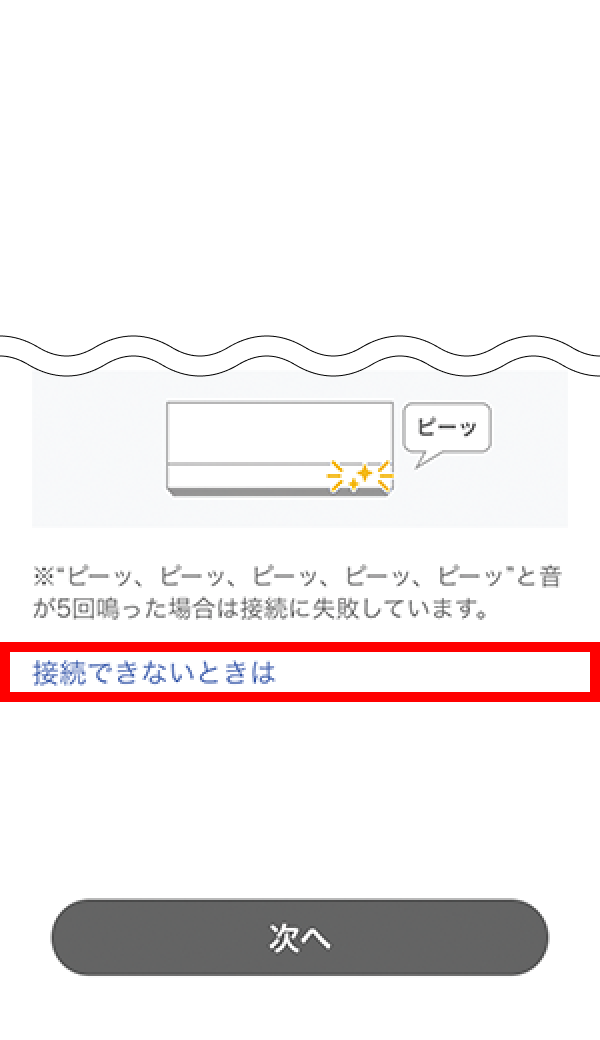 ピーッ
※“ピーッ、ピーッ、ピーッ、ピーッ、ピーッ”と音
が5回鳴った場合は接続に失敗しています。
接続できないときは
次へ